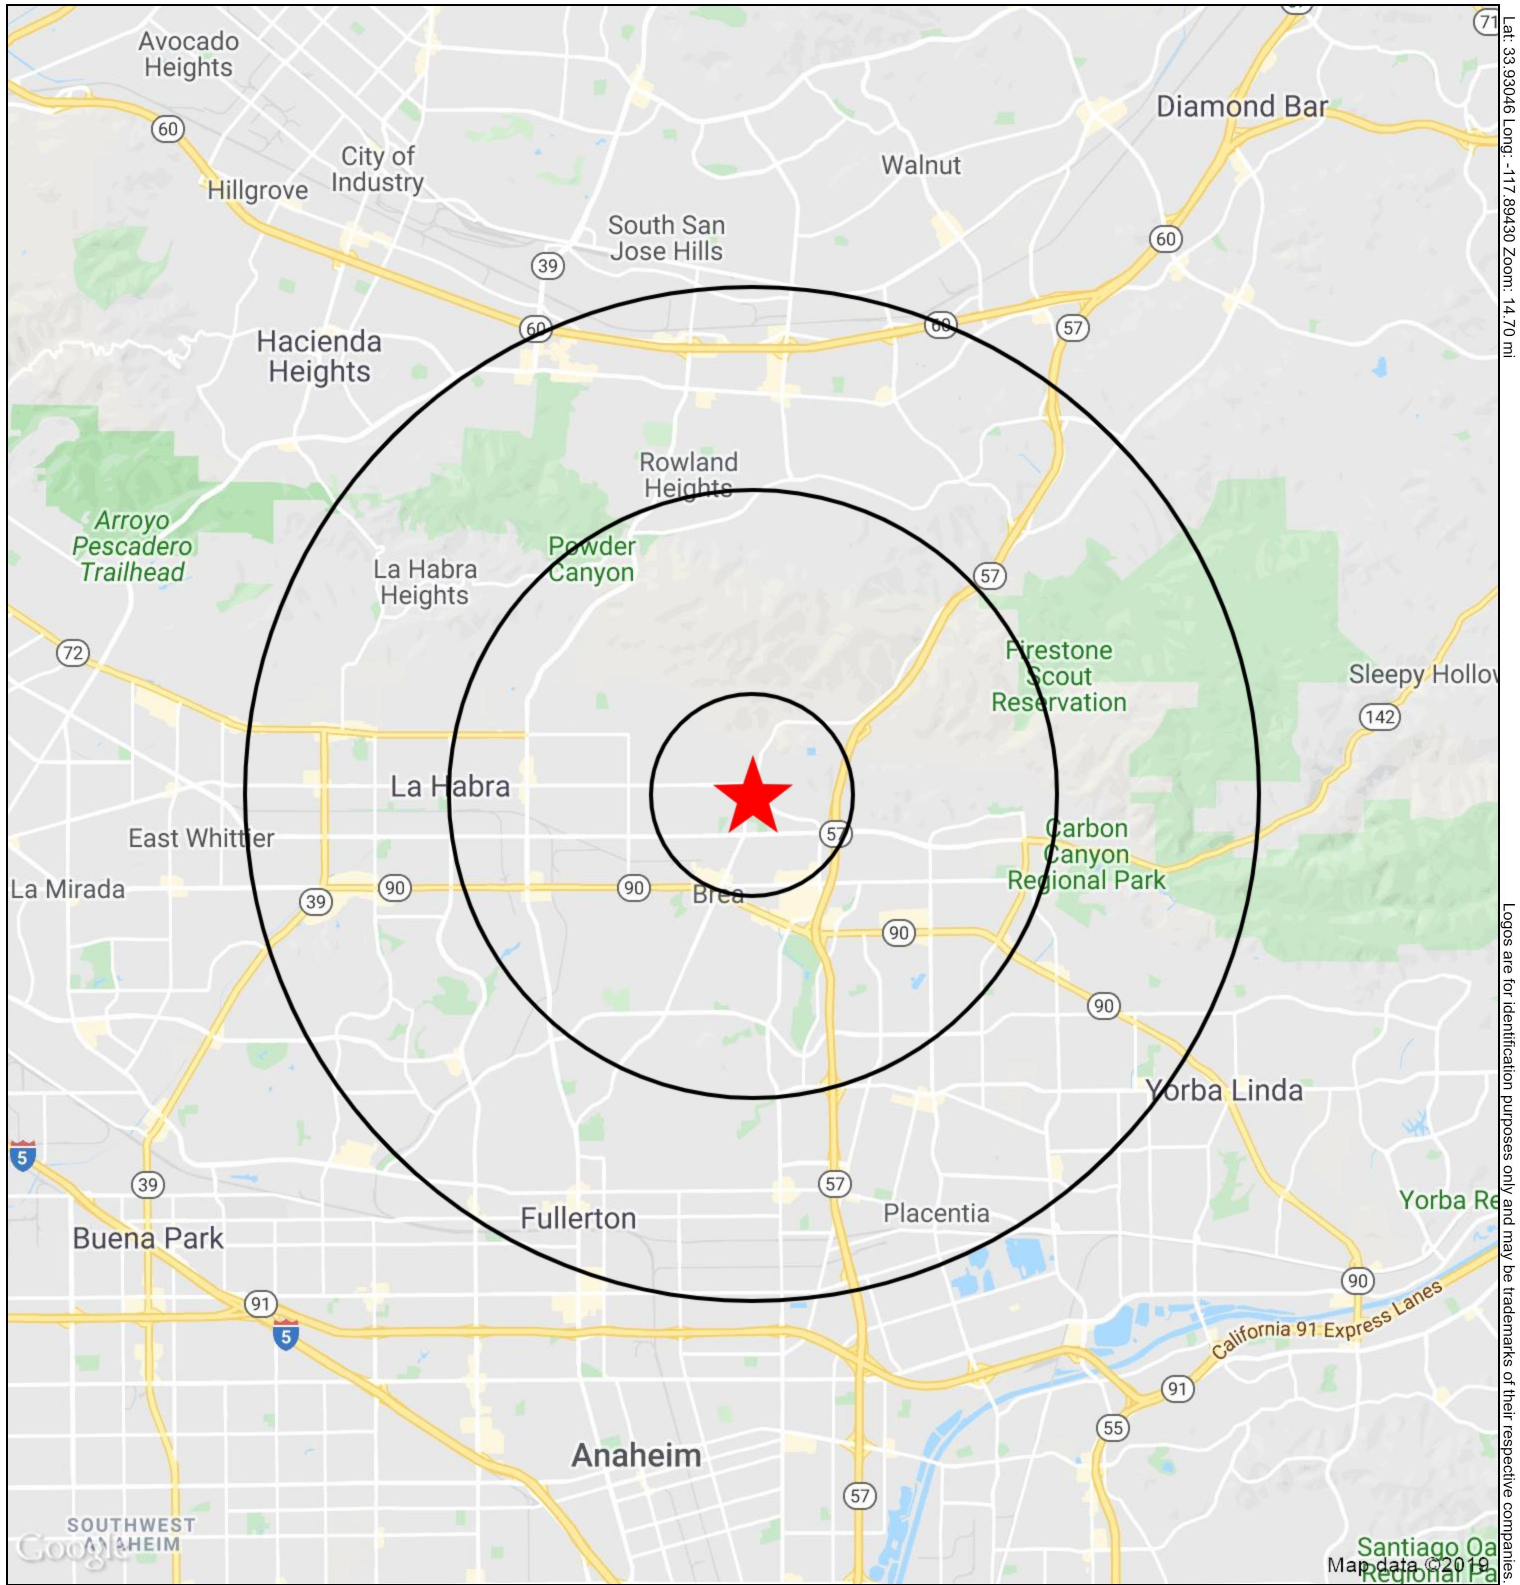 71
Avocado
Heights
Diamond Bar
60
City of
Industry
Walnut
Hillgrove
South San
Jose Hills
60
39
60
60
57
Hacienda
Heights
Rowland
Heights
Arroyo
Pescadero
Trailhead
Powder
Canyon
La Habra
Heights
57
72
Firestone
Scout
Reservation
Sleepy Hollow
142
La Habra
East Whittier
57
Carbon
Canyon
Regional Park
La Mirada
39
90
90
Brea
90
90
Yorba Linda
5
39
57
Fullerton
Placentia
Yorba Re
Buena Park
90
91
5
California 91 Express Lanes
91
55
Anaheim
57
SOUTHWEST
ANAHEIM
Google
Santiago Oa
Regional Pa
Map data ©2019
Lat: 33.93046 Long: -117.89430 Zoom: 14.70 mi
Logos are for identification purposes only and may be trademarks of their respective companies.